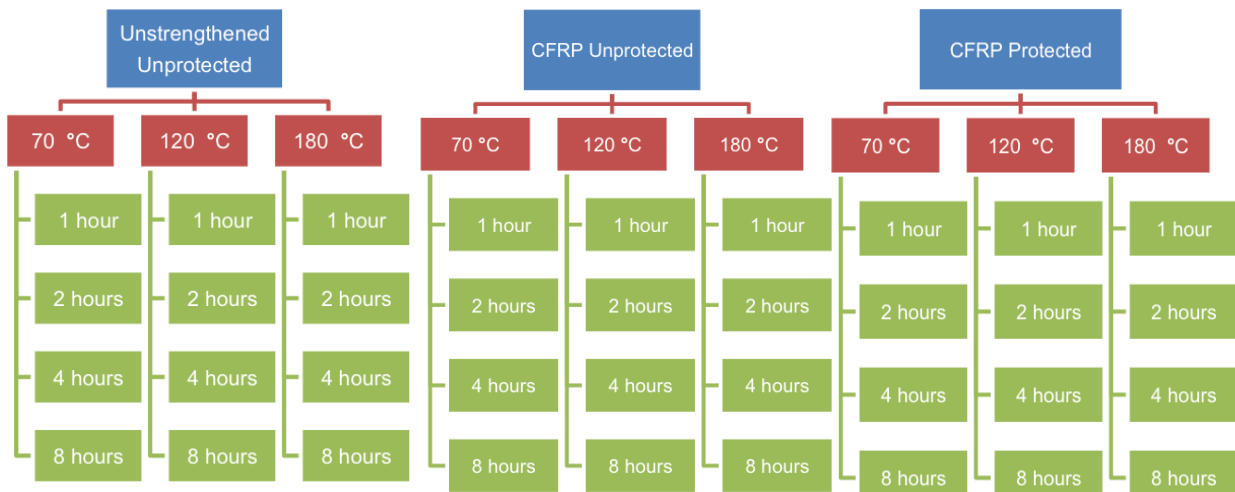 Unstrengthened
Unprotected
70 °C
120 °C
180 °C
1 hour
1 hour
1 hour
2 hours
2 hours
2 hours
4 hours
4 hours
4 hours
8 hours
8 hours
8 hours
CFRP Unprotected
70 °C
120 °C
180 °C
1 hour
1 hour
1 hour
2 hours
2 hours
2 hours
4 hours
4 hours
4 hours
8 hours
8 hours
8 hours
CFRP Protected
70 °C
120 °C
180 °C
1 hour
1 hour
1 hour
2 hours
2 hours
2 hours
4 hours
4 hours
4 hours
8 hours
8 hours
8 hours